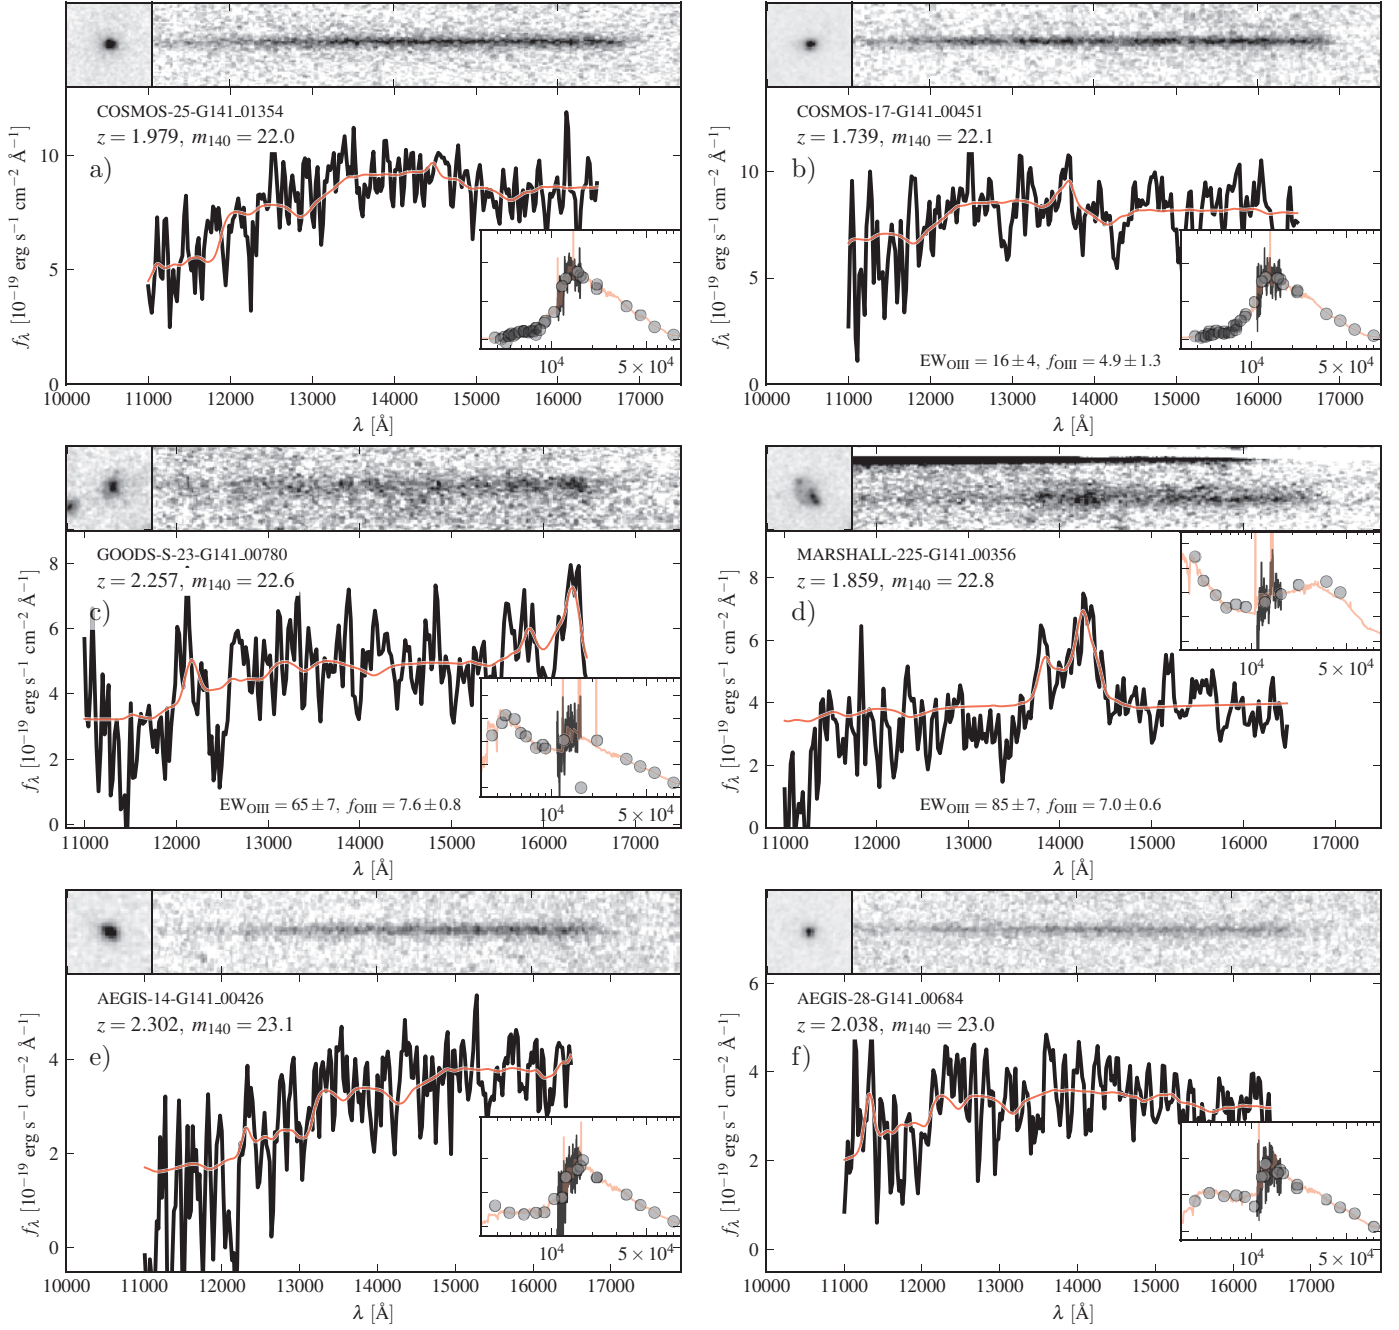 COSMOS-25-G141_01354
z = 1.979, m140 = 22.0
a)
10
5
0
fλ [10−19 erg s−1 cm−2 Å−1]
10^4 5 × 10^4
10000 11000 12000 13000 14000 15000 16000 17000
λ [Å]
COSMOS-17-G141_00451
z = 1.739, m140 = 22.1
b)
10
5
0
fλ [10−19 erg s−1 cm−2 Å−1]
10^4 5 × 10^4
EW_OIII = 16 ± 4, f_OIII = 4.9 ± 1.3
10000 11000 12000 13000 14000 15000 16000 17000
λ [Å]
GOODS-S-23-G141_00780
z = 2.257, m140 = 22.6
c)
8
6
4
2
0
fλ [10−19 erg s−1 cm−2 Å−1]
10^4 5 × 10^4
EW_OIII = 65 ± 7, f_OIII = 7.6 ± 0.8
11000 12000 13000 14000 15000 16000 17000
λ [Å]
MARSHALL-225-G141_00356
z = 1.859, m140 = 22.8
d)
8
6
4
2
0
fλ [10−19 erg s−1 cm−2 Å−1]
10^4 5 × 10^4
EW_OIII = 85 ± 7, f_OIII = 7.0 ± 0.6
11000 12000 13000 14000 15000 16000 17000
λ [Å]
AEGIS-14-G141_00426
z = 2.302, m140 = 23.1
e)
4
2
0
fλ [10−19 erg s−1 cm−2 Å−1]
10^4 5 × 10^4
10000 11000 12000 13000 14000 15000 16000 17000
λ [Å]
AEGIS-28-G141_00684
z = 2.038, m140 = 23.0
f)
6
4
2
0
fλ [10−19 erg s−1 cm−2 Å−1]
10^4 5 × 10^4
10000 11000 12000 13000 14000 15000 16000 17000
λ [Å]